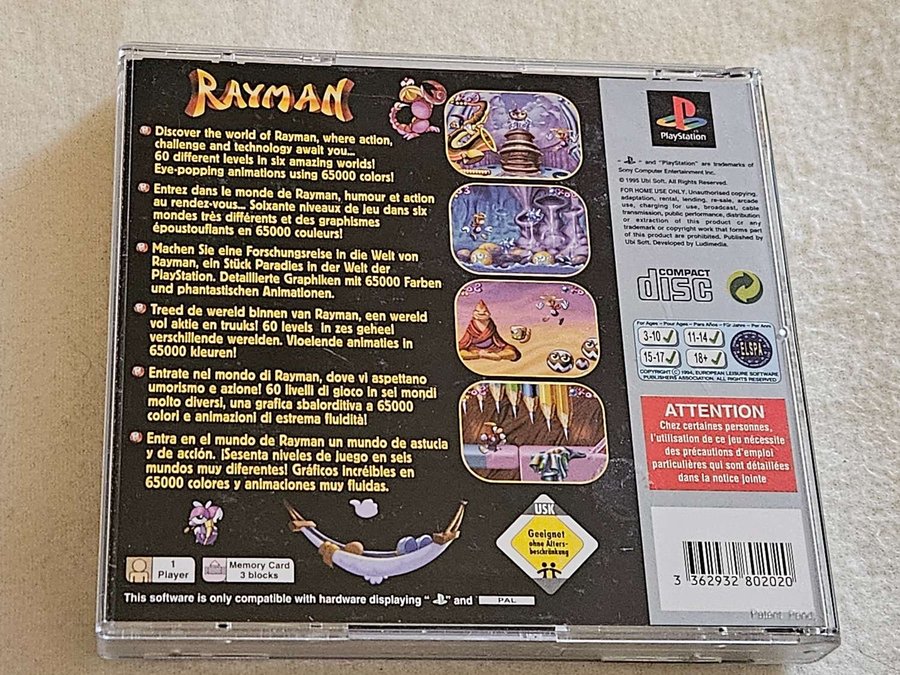 RAYMAN
Discover the world of Rayman, where action,
challenge and technology await you...
60 different levels in six amazing worlds!
Eye-popping animations using 65000 colors!
Entrez dans le monde de Rayman, humour et action
au rendez-vous... Soixante niveaux de jeu dans six
mondes très différents et des graphismes
époustouflants en 65000 couleurs!
Machen Sie eine Forschungsreise in die Welt von
Rayman, ein Stück Paradies in der Welt der
PlayStation. Detaillierte Graphiken mit 65000 Farben
und phantastischen Animationen.
Treed de wereld binnen van Rayman, een wereld
vol aktie en truuks! 60 levels in zes geheel
verschillende werelden. Vloelende animaties in
65000 kleuren!
Entrate nel mondo di Rayman, dove vi aspettano
umorismo e azione! 60 livelli di gioco in sei mondi
molto diversi, una grafica sbalorditiva a 65000
colori e animazioni di estrema fluidità!
Entra en el mundo de Rayman un mundo de astucia
y de acción. ¡Sesenta niveles de Juego en seis
mundos muy diferentes! Gráficos increíbles en
65000 colores y animaciones muy fluidas.
1
Player
Memory Card
3 blocks
USK
Geeignet
ohne Alters-
beschränkung
This software is only compatible with hardware displaying " " and PAL
PlayStation
" " and "PlayStation" are trademarks of
Sony Computer Entertainment Inc.
© 1995 Ubi Soft. All Rights Reserved.
FOR HOME USE ONLY. Unauthorised copying,
adaptation, rental, lending, re-sale, arcade
use, charging for use, broadcast, cable
transmission, public performance, distribution
or extraction of this product or any
trademark or copyright work that forms part
of this product are prohibited. Published by
Ubi Soft. Developed by Ludimedia.
COMPACT
disc
For Ages - Pour Ages - Para Años - Für Jahre - Per Anni
3-10 11-14
15-17 18+
ELSPA
COPYRIGHT © 1994, EUROPEAN LEISURE SOFTWARE
PUBLISHERS ASSOCIATION. ALL RIGHTS RESERVED
ATTENTION
Chez certaines personnes,
l'utilisation de ce jeu nécessite
des précautions d'emploi
particulières qui sont détaillées
dans la notice jointe
3 362932 802020
Patent Pend